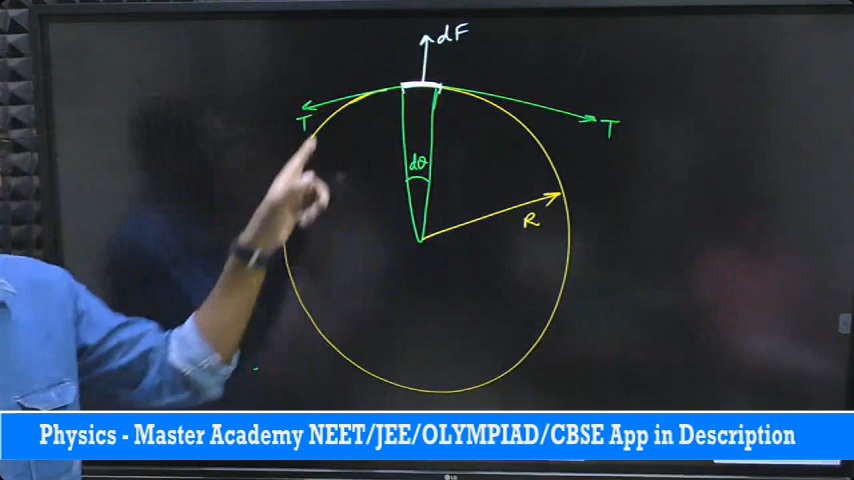 dF
T
T
dθ
R
Physics - Master Academy NEET/JEE/OLYMPIAD/CBSE App in Description
LG